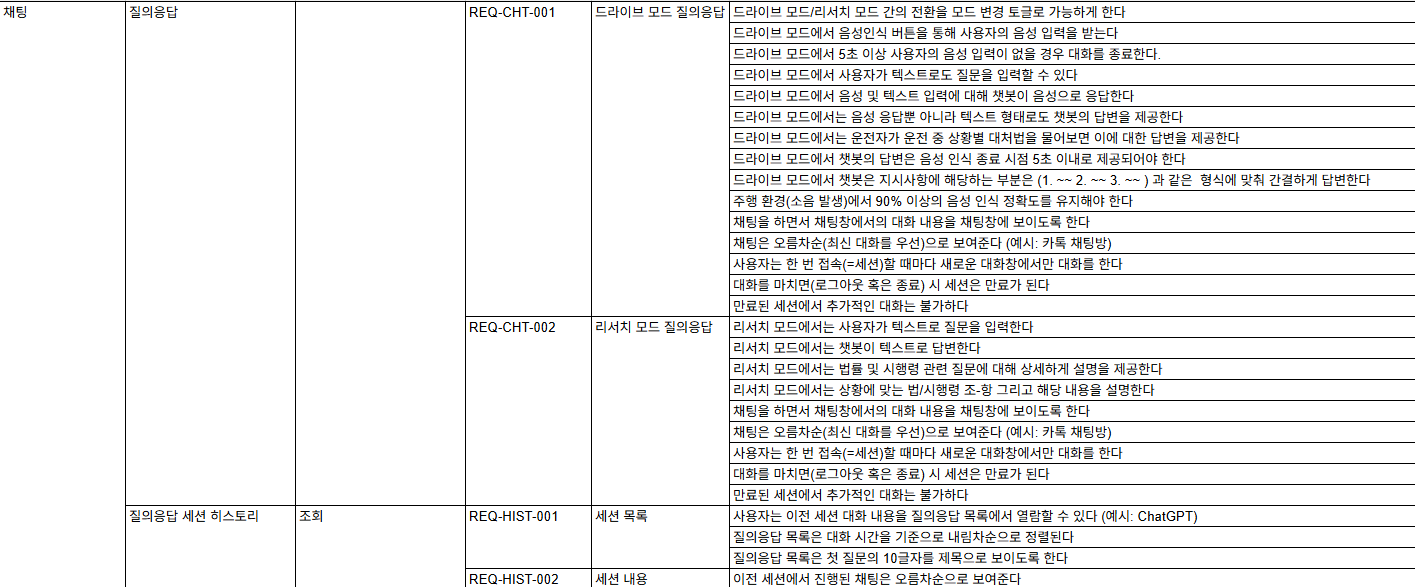 채팅 질의응답 REQ-CHT-001 드라이브 모드 질의응답 드라이브 모드/리서치 모드 간의 전환을 모드 변경 토글로 가능하게 한다
드라이브 모드에서 음성인식 버튼을 통해 사용자의 음성 입력을 받는다
드라이브 모드에서 5초 이상 사용자의 음성 입력이 없을 경우 대화를 종료한다.
드라이브 모드에서 사용자가 텍스트로도 질문을 입력할 수 있다
드라이브 모드에서 음성 및 텍스트 입력에 대해 챗봇이 음성으로 응답한다
드라이브 모드에서는 음성 응답뿐 아니라 텍스트 형태로도 챗봇의 답변을 제공한다
드라이브 모드에서는 운전자가 운전 중 상황별 대처법을 물어보면 이에 대한 답변을 제공한다
드라이브 모드에서 챗봇의 답변은 음성 인식 종료 시점 5초 이내로 제공되어야 한다
드라이브 모드에서 챗봇은 지시사항에 해당하는 부분은 (1. ~~ 2. ~~ 3. ~~ ) 과 같은 형식에 맞춰 간결하게 답변한다
주행 환경(소음 발생)에서 90% 이상의 음성 인식 정확도를 유지해야 한다
채팅을 하면서 채팅창에서의 대화 내용을 채팅창에 보이도록 한다
채팅은 오름차순(최신 대화를 우선)으로 보여준다 (예시: 카톡 채팅방)
사용자는 한 번 접속(=세션)할 때마다 새로운 대화창에서만 대화를 한다
대화를 마치면(로그아웃 혹은 종료) 시 세션은 만료가 된다
만료된 세션에서 추가적인 대화는 불가하다
REQ-CHT-002 리서치 모드 질의응답 리서치 모드에서는 사용자가 텍스트로 질문을 입력한다
리서치 모드에서는 챗봇이 텍스트로 답변한다
리서치 모드에서는 법률 및 시행령 관련 질문에 대해 상세하게 설명을 제공한다
리서치 모드에서는 상황에 맞는 법/시행령 조-항 그리고 해당 내용을 설명한다
채팅을 하면서 채팅창에서의 대화 내용을 채팅창에 보이도록 한다
채팅은 오름차순(최신 대화를 우선)으로 보여준다 (예시: 카톡 채팅방)
사용자는 한 번 접속(=세션)할 때마다 새로운 대화창에서만 대화를 한다
대화를 마치면(로그아웃 혹은 종료) 시 세션은 만료가 된다
만료된 세션에서 추가적인 대화는 불가하다
질의응답 세션 히스토리 조회 REQ-HIST-001 세션 목록 사용자는 이전 세션 대화 내용을 질의응답 목록에서 열람할 수 있다 (예시: ChatGPT)
질의응답 목록은 대화 시간을 기준으로 내림차순으로 정렬된다
질의응답 목록은 첫 질문의 10글자를 제목으로 보이도록 한다
REQ-HIST-002 세션 내용 이전 세션에서 진행된 채팅은 오름차순으로 보여준다